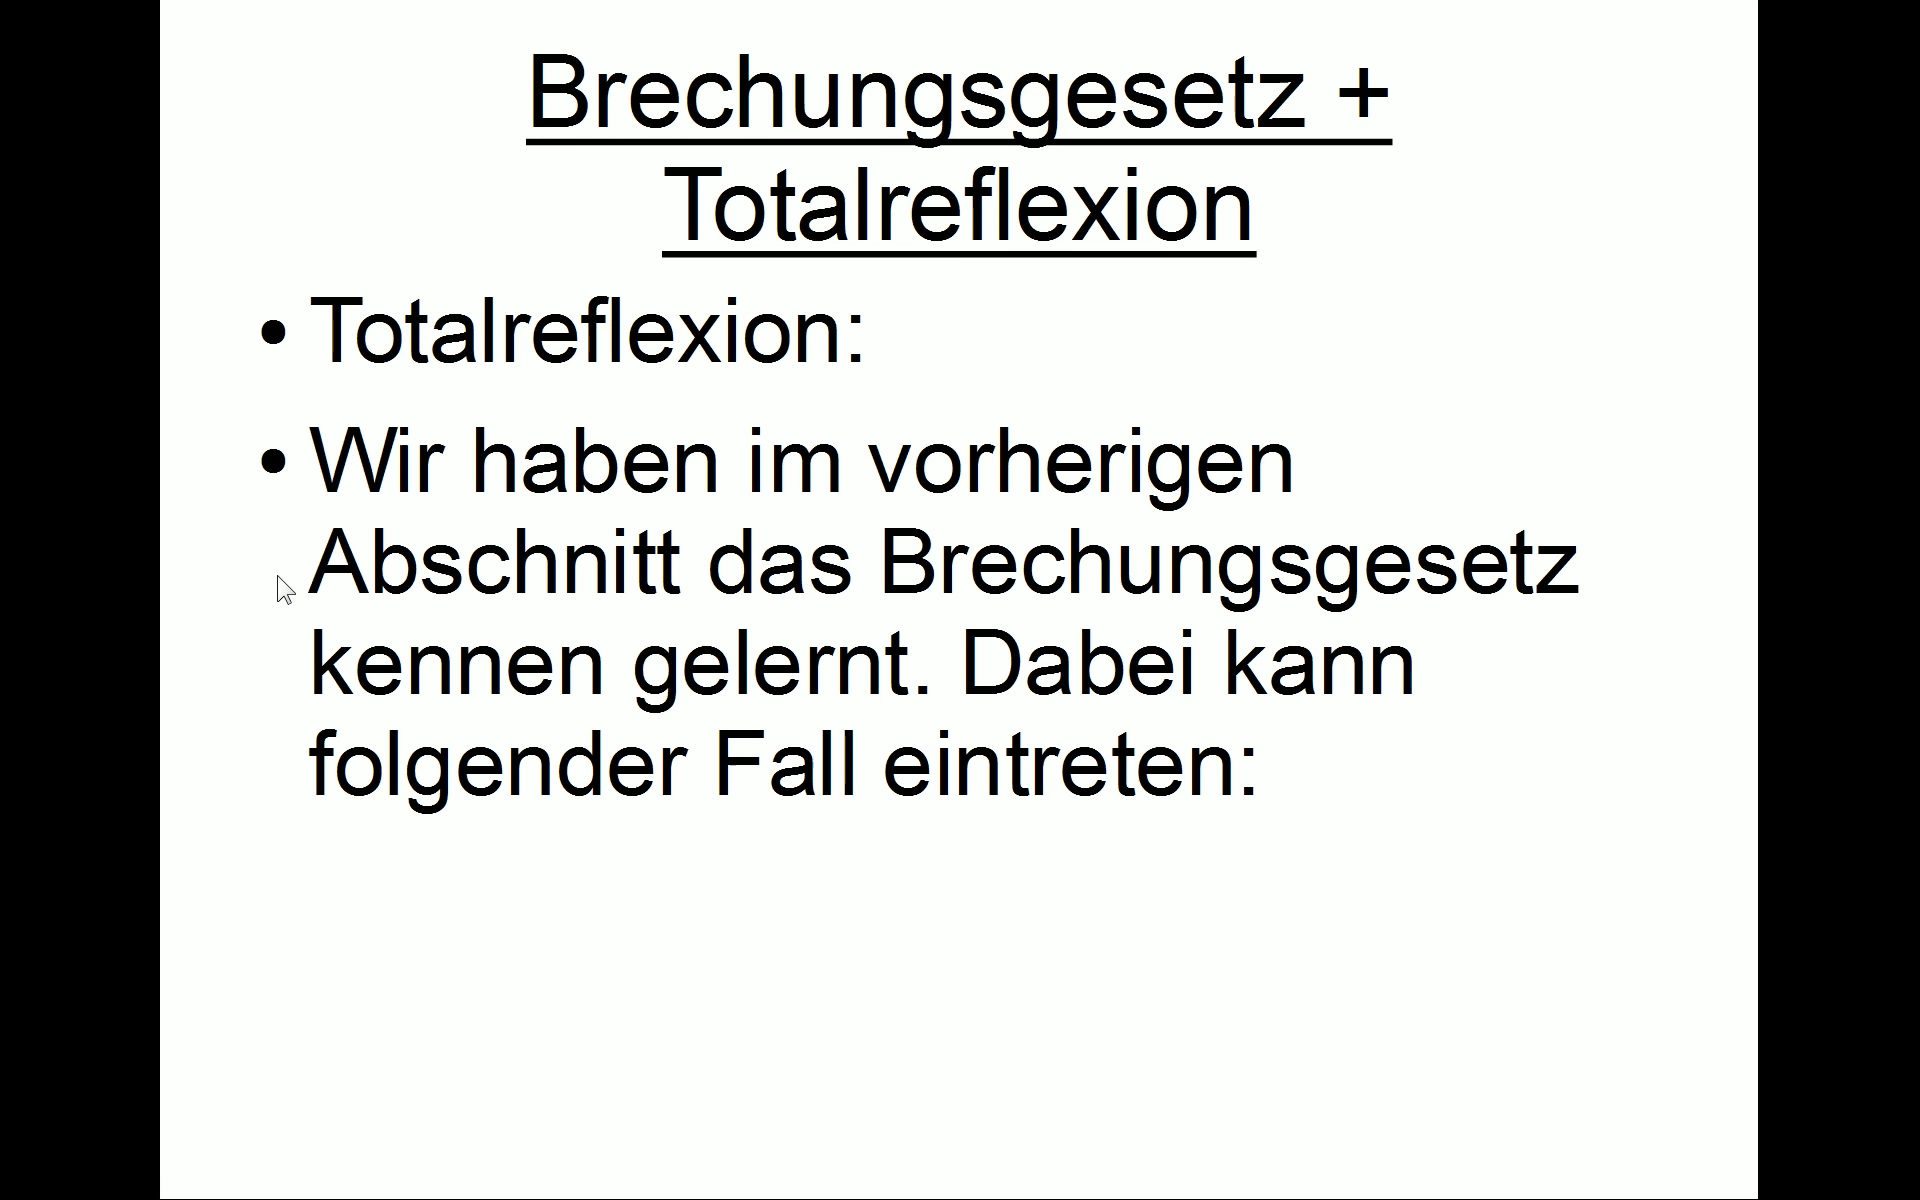 Brechungsgesetz +
Totalreflexion
• Totalreflexion:
• Wir haben im vorherigen
Abschnitt das Brechungsgesetz
kennen gelernt. Dabei kann
folgender Fall eintreten: